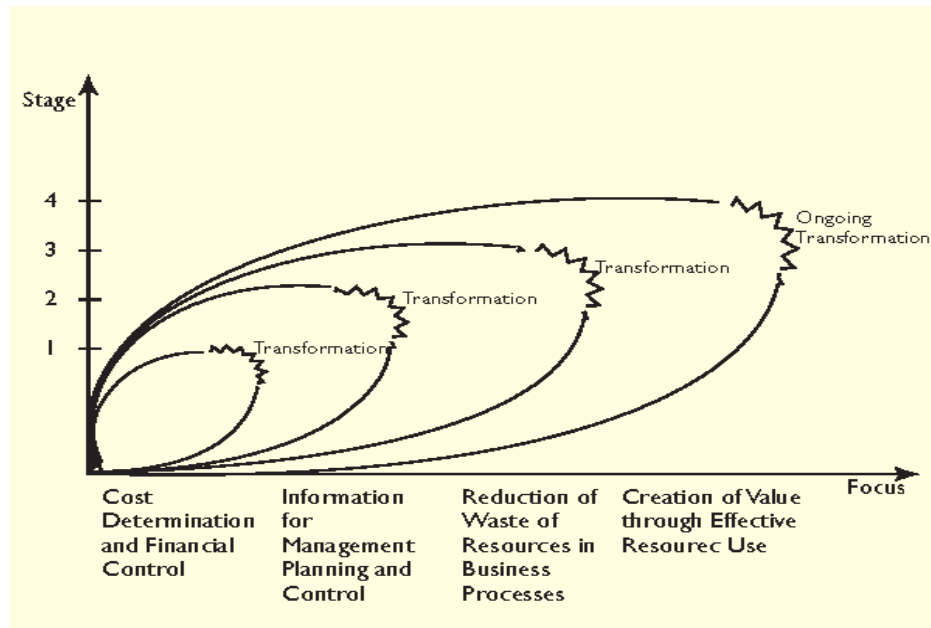 Stage
4
Ongoing
Transformation
3
Transformation
2
Transformation
1
Transformation
Focus
Cost
Determination
and Financial
Control
Information
for
Management
Planning and
Control
Reduction of
Waste of
Resources in
Business
Processes
Creation of Value
through Effective
Resourec Use